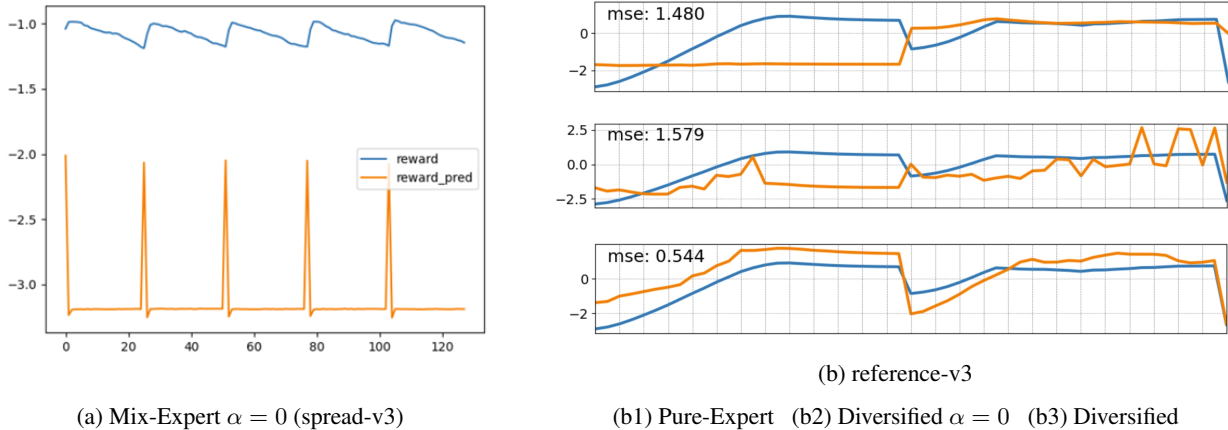 −1.0
−1.5
−2.0
−2.5
−3.0
reward
reward_pred
0 20 40 60 80 100 120
mse: 1.480
0
−2
mse: 1.579
2.5
0.0
−2.5
mse: 0.544
0
−2
(b) reference-v3
(a) Mix-Expert α = 0 (spread-v3)
(b1) Pure-Expert (b2) Diversified α = 0 (b3) Diversified